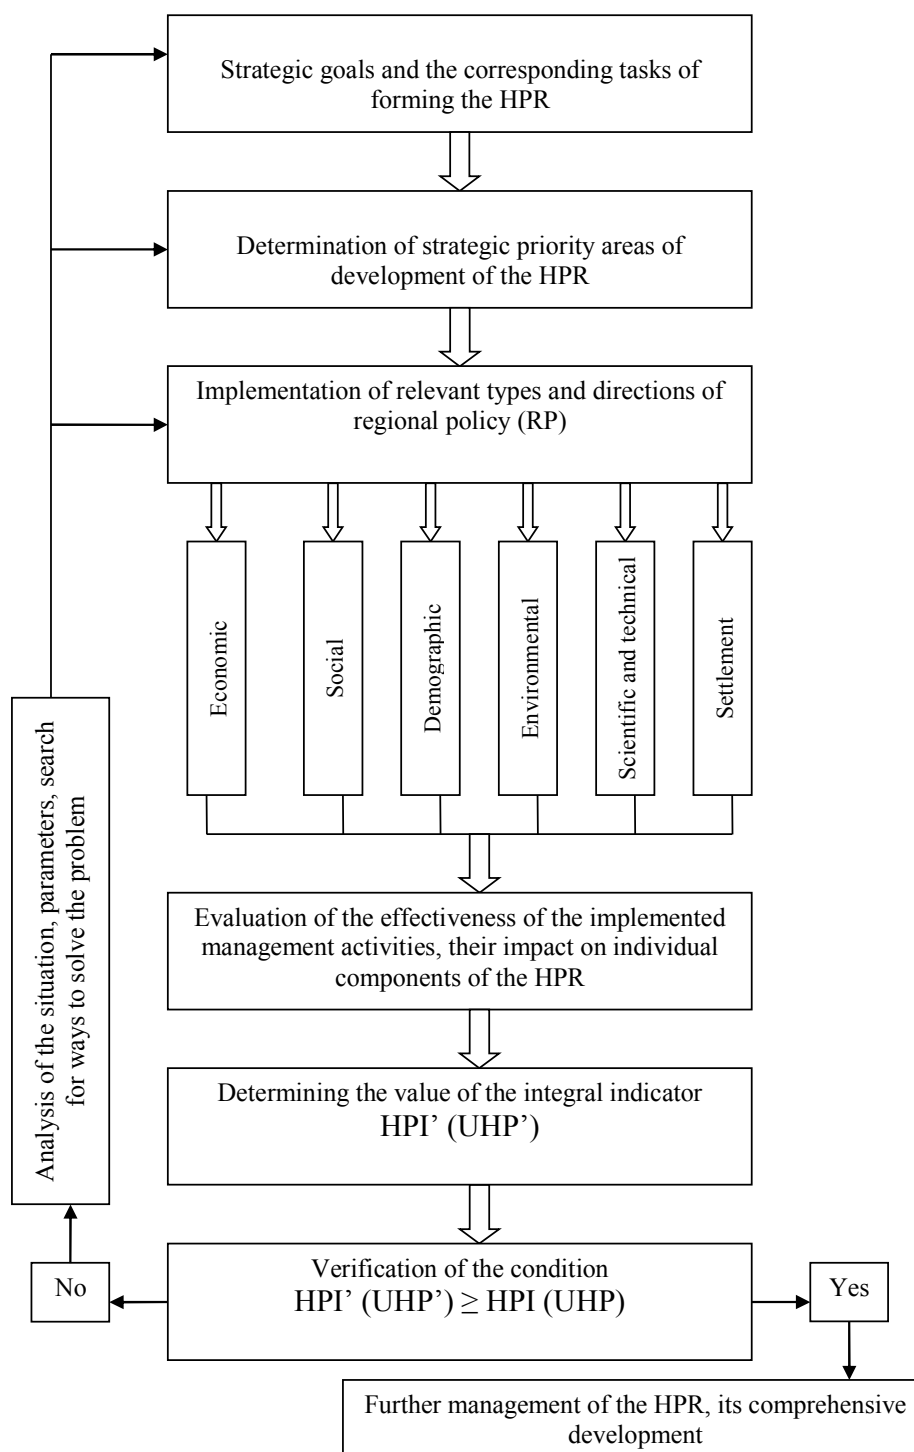 Strategic goals and the corresponding tasks of
forming the HPR
Determination of strategic priority areas of
development of the HPR
Implementation of relevant types and directions of
regional policy (RP)
Economic
Social
Demographic
Environmental
Scientific and technical
Settlement
Analysis of the situation, parameters, search
for ways to solve the problem
Evaluation of the effectiveness of the implemented
management activities, their impact on individual
components of the HPR
Determining the value of the integral indicator
HPI’ (UHP’)
Verification of the condition
HPI’ (UHP’) ≥ HPI (UHP)
No
Yes
Further management of the HPR, its comprehensive
development